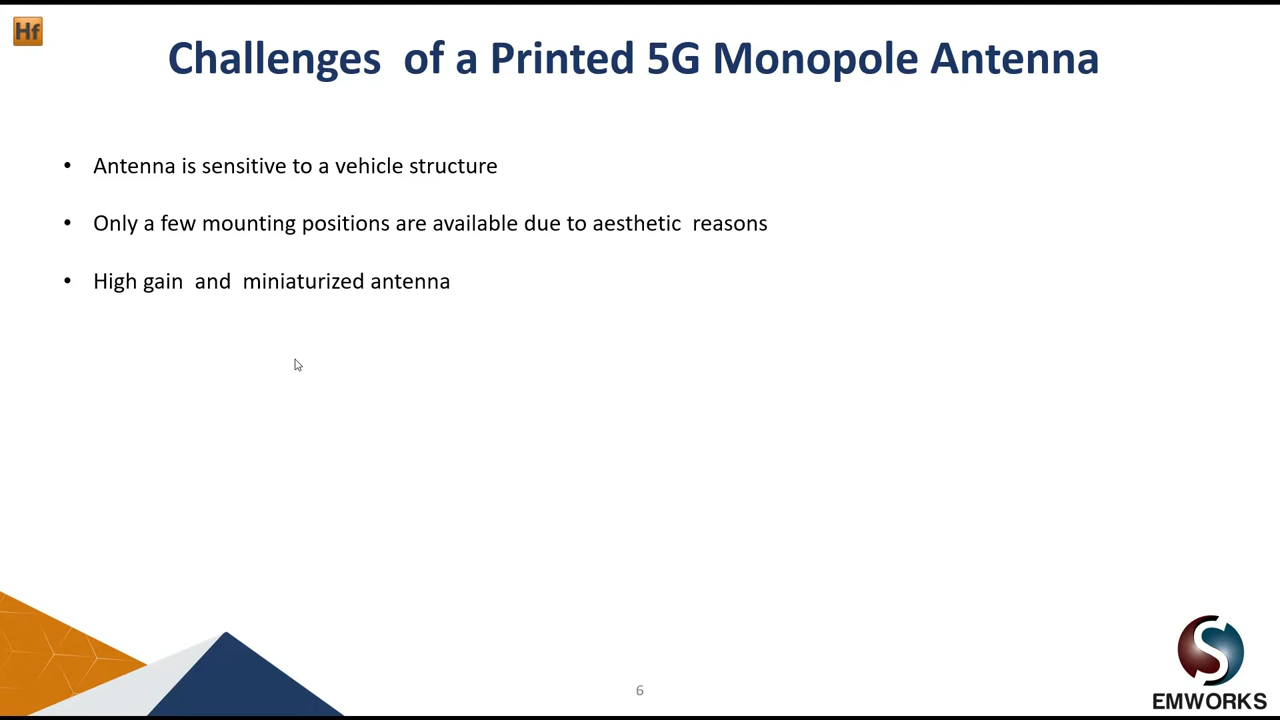 Hf
Challenges  of a Printed 5G Monopole Antenna
• Antenna is sensitive to a vehicle structure
• Only a few mounting positions are available due to aesthetic  reasons
• High gain  and  miniaturized antenna
6
EMWORKS